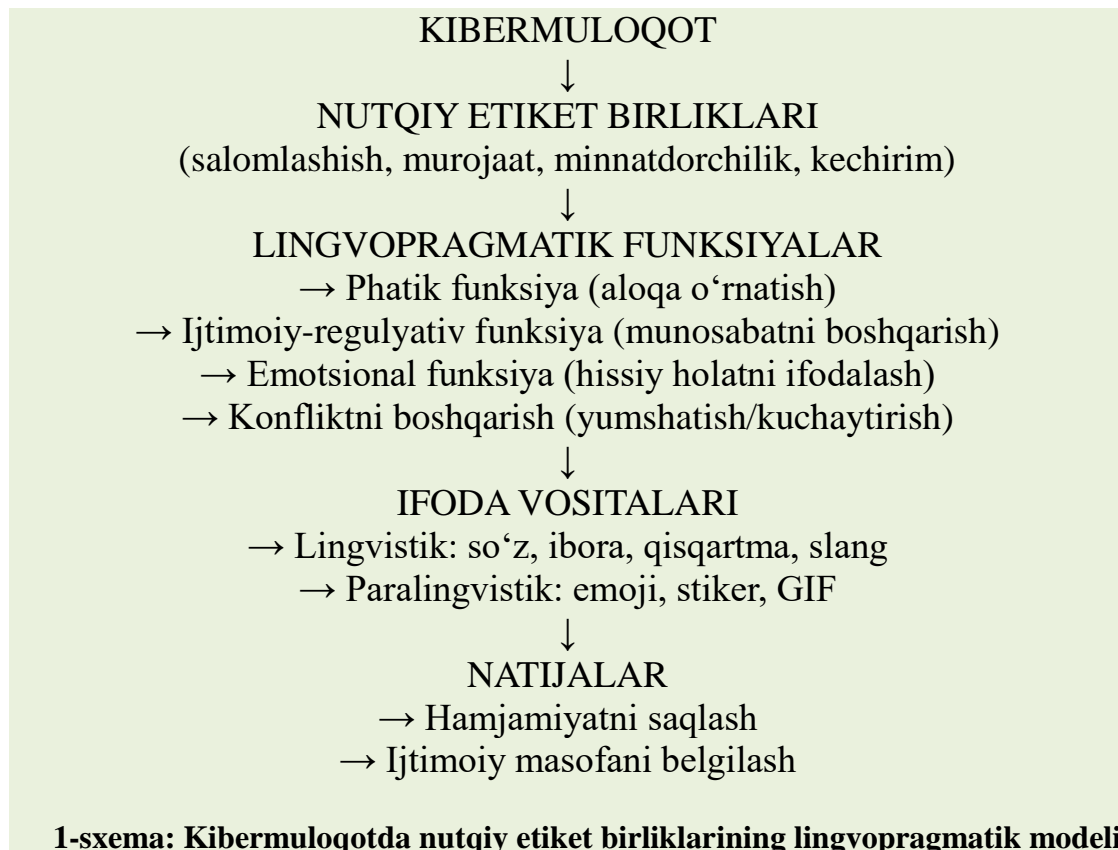 KIBERMULOQOT
↓
NUTQIY ETIKET BIRLIKLARI
(salomlashish, murojaat, minnatdorchilik, kechirim)
↓
LINGVOPRAGMATIK FUNKSIYALAR
→ Phatik funksiya (aloqa o‘rnatish)
→ Ijtimoiy-regulyativ funksiya (munosabatni boshqarish)
→ Emotsional funksiya (hissiy holatni ifodalash)
→ Konfliktni boshqarish (yumshatish/kuchaytirish)
↓
IFODA VOSITALARI
→ Lingvistik: so‘z, ibora, qisqartma, slang
→ Paralingvistik: emoji, stiker, GIF
↓
NATIJALAR
→ Hamjamiyatni saqlash
→ Ijtimoiy masofani belgilash
1-sxema: Kibermuloqotda nutqiy etiket birliklarining lingvopragmatik modeli